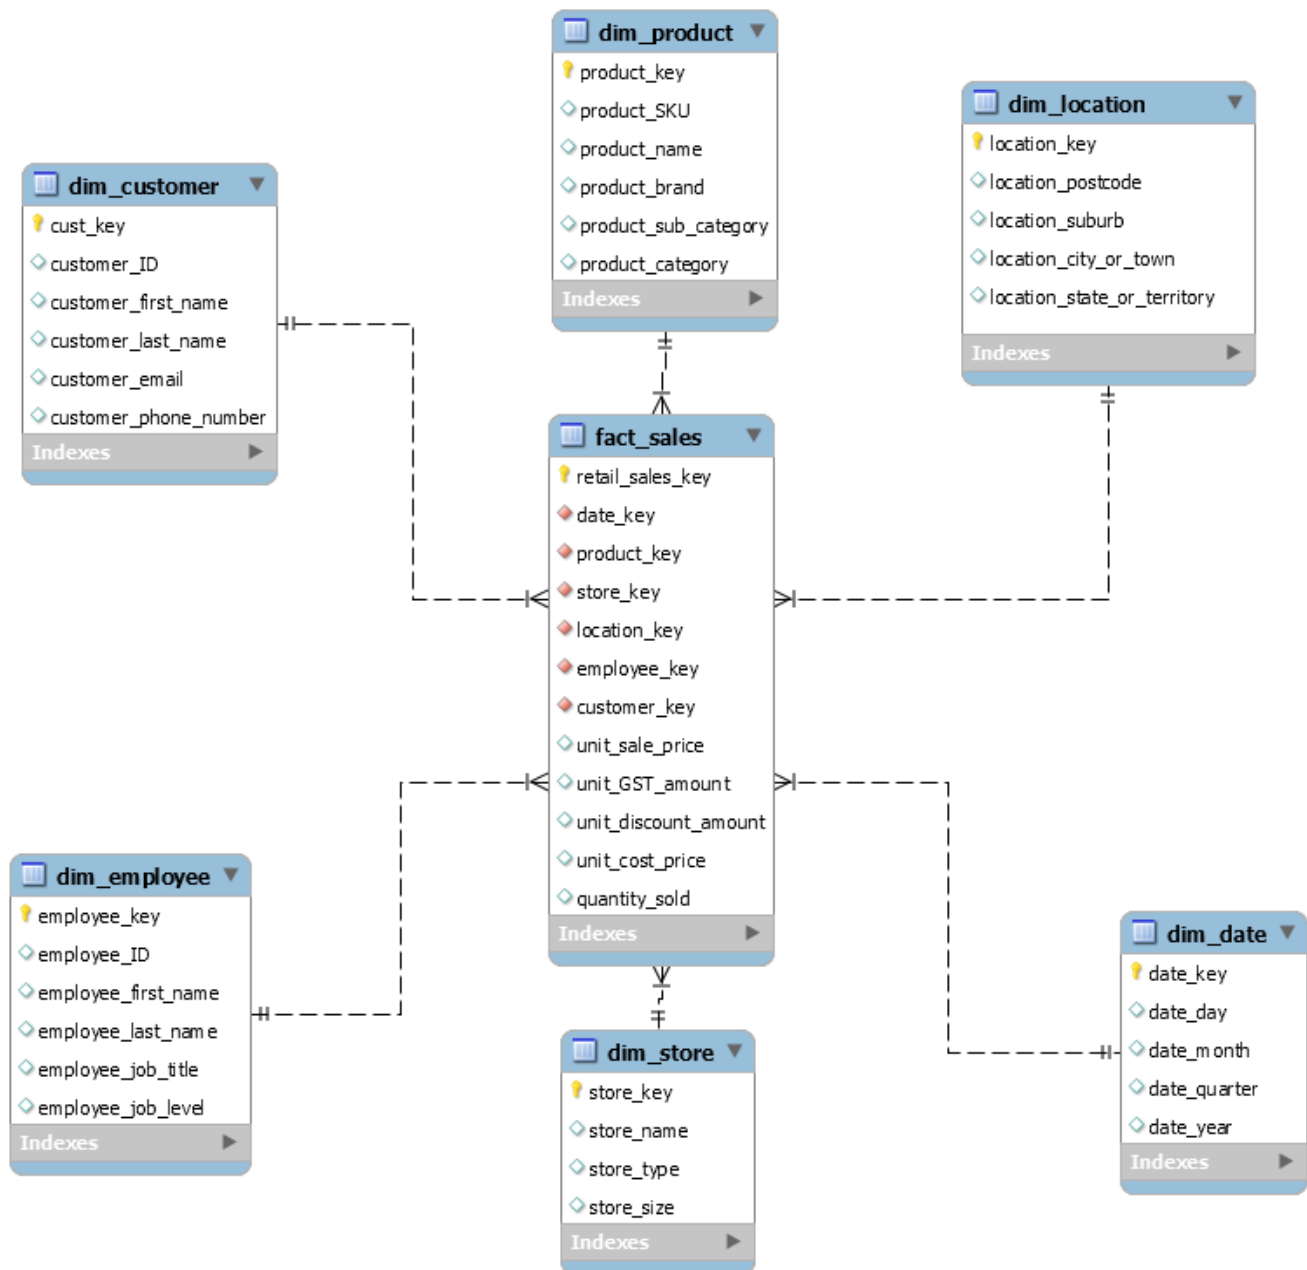 dim_product
product_key
product_SKU
product_name
product_brand
product_sub_category
product_category
Indexes
dim_location
location_key
location_postcode
location_suburb
location_city_or_town
location_state_or_territory
Indexes
dim_customer
cust_key
customer_ID
customer_first_name
customer_last_name
customer_email
customer_phone_number
Indexes
fact_sales
retail_sales_key
date_key
product_key
store_key
location_key
employee_key
customer_key
unit_sale_price
unit_GST_amount
unit_discount_amount
unit_cost_price
quantity_sold
Indexes
dim_employee
employee_key
employee_ID
employee_first_name
employee_last_name
employee_job_title
employee_job_level
Indexes
dim_store
store_key
store_name
store_type
store_size
Indexes
dim_date
date_key
date_day
date_month
date_quarter
date_year
Indexes